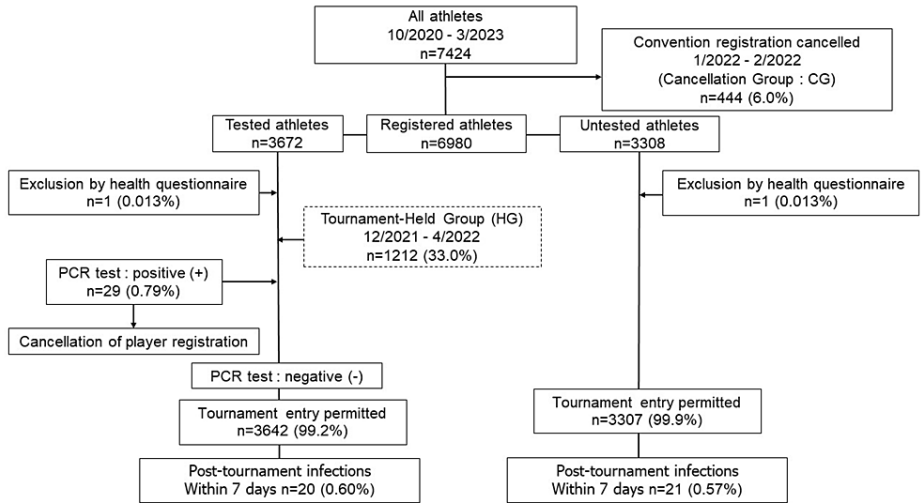 All athletes
10/2020 - 3/2023
n=7424
Convention registration cancelled
1/2022 - 2/2022
(Cancellation Group : CG)
n=444 (6.0%)
Tested athletes
n=3672
Registered athletes
n=6980
Untested athletes
n=3308
Exclusion by health questionnaire
n=1 (0.013%)
Exclusion by health questionnaire
n=1 (0.013%)
Tournament-Held Group (HG)
12/2021 - 4/2022
n=1212 (33.0%)
PCR test : positive (+)
n=29 (0.79%)
Cancellation of player registration
PCR test : negative (-)
Tournament entry permitted
n=3642 (99.2%)
Tournament entry permitted
n=3307 (99.9%)
Post-tournament infections
Within 7 days n=20 (0.60%)
Post-tournament infections
Within 7 days n=21 (0.57%)